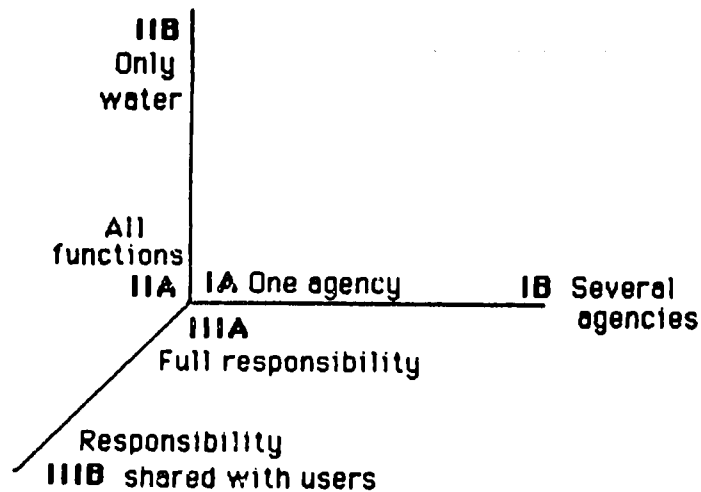 IIB
Only
water
All
functions
IIA
IA One agency
IB Several
agencies
IIIA
Full responsibility
Responsibility
IIIB shared with users